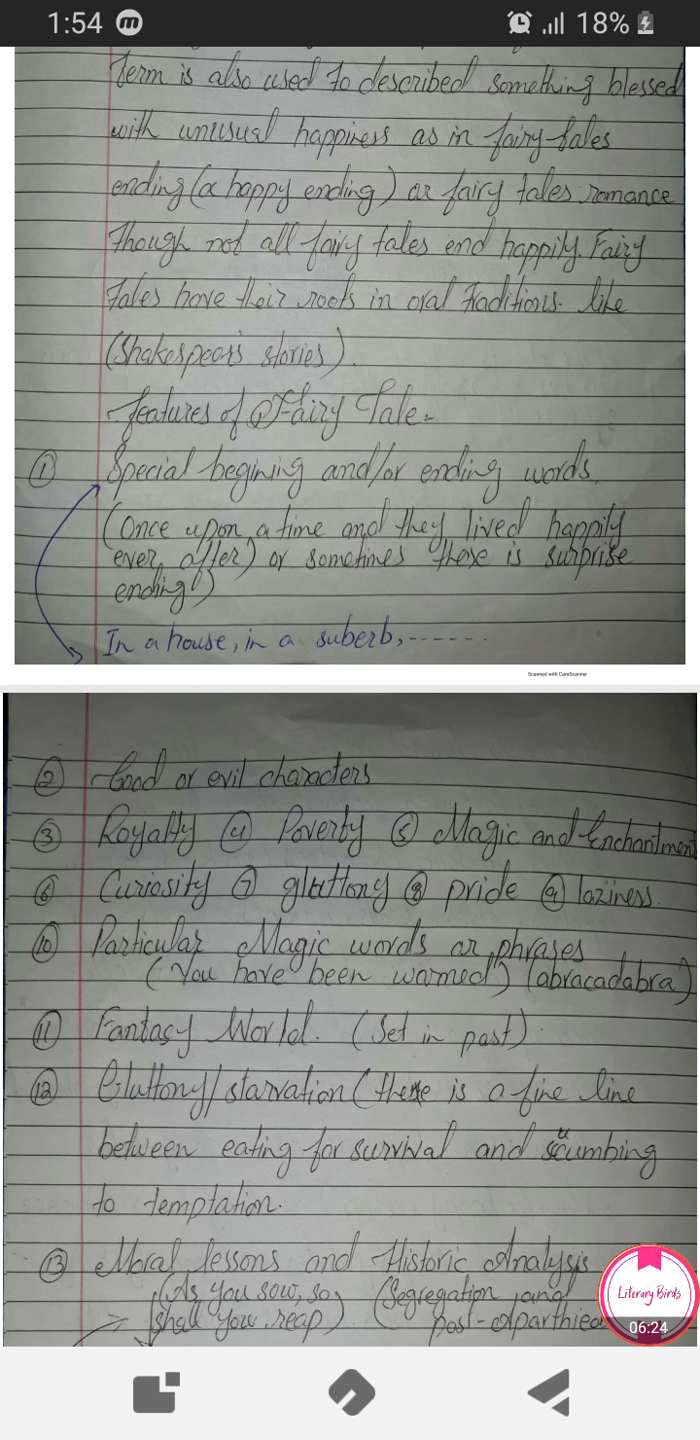 1:54
18%
term is also used to described something blessed
with unusual happiness as in fairy tales
ending (a happy ending) or fairy tales romance
though not all fairy tales end happily. Fairy
tales have their roots in oral traditions. like
(Shakespear's stories).
Features of Fairy Tale:-
① Special begining and/or ending words.
(Once upon a time and they lived happily
ever after) or sometimes there is surprise
ending)
In a house, in a suberb, -------
Scanned with CamScanner
② Good or evil characters
③ Royalty ④ Poverty ⑤ Magic and Enchantment
⑥ Curiosity ⑦ gluttony ⑧ pride ⑨ laziness.
⑩ Particular Magic words or phrases
(You have been warned) (abracadabra)
⑪ Fantasy World. (Set in past)
⑫ Gluttony/starvation (there is a fine line
between eating for survival and scumbing
to temptation.
⑬ Moral lessons and Historic Analysis
(As you sow, so (Segregation and
shall you reap)
Literary Birds
06:24